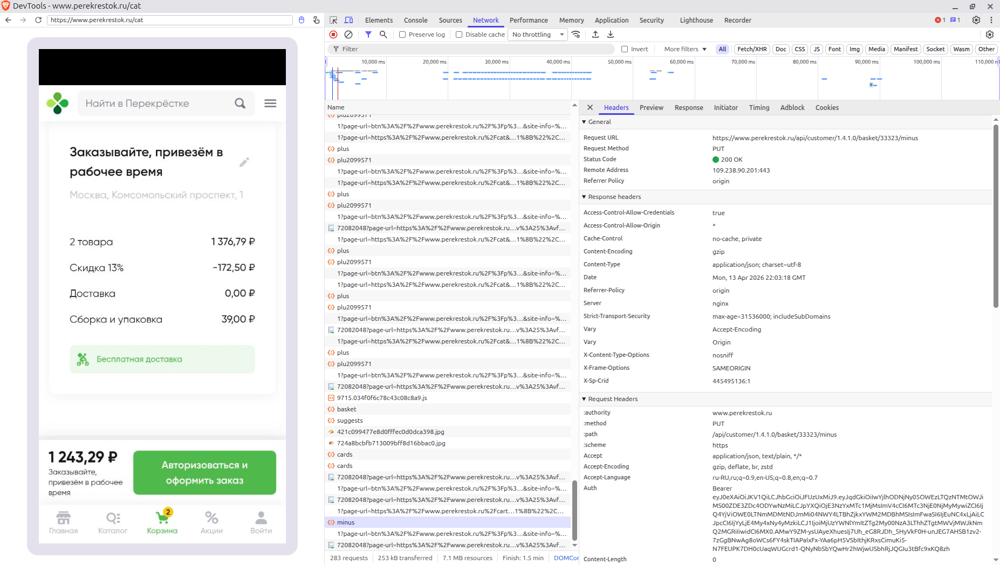 DevTools - www.perekrestok.ru/cat
https://www.perekrestok.ru/cat
Elements Console Sources Network Performance Memory Application Security Lighthouse Recorder 1 1
Preserve log Disable cache No throttling
Filter Invert More filters All Fetch/XHR Doc CSS JS Font Img Media Manifest Socket Wasm Other
10,000 ms 20,000 ms 30,000 ms 40,000 ms 50,000 ms 60,000 ms 70,000 ms 80,000 ms 90,000 ms 100,000 ms 110,000 m
Найти в Перекрёстке
Заказывайте, привезём в
рабочее время
Москва, Комсомольский проспект, 1
2 товара 1 376,79 ₽
Скидка 13% -172,50 ₽
Доставка 0,00 ₽
Сборка и упаковка 39,00 ₽
Бесплатная доставка
1 243,29 ₽
Заказывайте,
привезём в рабочее
время
Авторизоваться и
оформить заказ
2
Главная Каталог Корзина Акции Войти
Name
plu2099571
1?page-url=btn%3A%2F%2Fwww.perekrestok.ru%2F%3Fp%3…&site-info=%…
1?page-url=https%3A%2F%2Fwww.perekrestok.ru%2Fcat&…1%8B%22%2C…
plus
plu2099571
1?page-url=btn%3A%2F%2Fwww.perekrestok.ru%2F%3Fp%3…&site-info=%…
1?page-url=https%3A%2F%2Fwww.perekrestok.ru%2Fcat&…1%8B%22%2C…
plus
plu2099571
1?page-url=btn%3A%2F%2Fwww.perekrestok.ru%2F%3Fp%3…&site-info=%…
72082048?page-url=https%3A%2F%2Fwww.perekrestok.ru…v%3A25%3Avf…
1?page-url=https%3A%2F%2Fwww.perekrestok.ru%2Fcat&…1%8B%22%2C…
plus
plu2099571
1?page-url=btn%3A%2F%2Fwww.perekrestok.ru%2F%3Fp%3…&site-info=%…
1?page-url=https%3A%2F%2Fwww.perekrestok.ru%2Fcat&…1%8B%22%2C…
plus
plu2099571
1?page-url=btn%3A%2F%2Fwww.perekrestok.ru%2F%3Fp%3…&site-info=%…
72082048?page-url=https%3A%2F%2Fwww.perekrestok.ru…v%3A25%3Avf…
1?page-url=https%3A%2F%2Fwww.perekrestok.ru%2Fcat&…1%8B%22%2C…
plus
plu2099571
1?page-url=btn%3A%2F%2Fwww.perekrestok.ru%2F%3Fp%3…&site-info=%…
72082048?page-url=https%3A%2F%2Fwww.perekrestok.ru…v%3A25%3Avf…
9715.034f0f6c78c43c08c8a9.js
basket
suggests
421c099477e8d0fffec0d0dca398.jpg
724a8bcbfb713009bff8d16bbac0.jpg
cards
cards
72082048?page-url=https%3A%2F%2Fwww.perekrestok.ru…v%3A25%3Avf…
1?page-url=btn%3A%2F%2Fwww.perekrestok.ru%2F%3Fp%3…&site-info=%…
72082048?page-url=https%3A%2F%2Fwww.perekrestok.ru…v%3A25%3Avf…
1?page-url=https%3A%2F%2Fwww.perekrestok.ru%2Fcart…1%8B%22%2C…
minus
1?page-url=btn%3A%2F%2Fwww.perekrestok.ru%2F%3Fp%3…&site-info=%…
72082048?page-url=https%3A%2F%2Fwww.perekrestok.ru…v%3A25%3Avf…
283 requests 253 kB transferred 7.1 MB resources Finish: 1.5 min DOMCor
Headers Preview Response Initiator Timing Adblock Cookies
General
Request URL https://www.perekrestok.ru/api/customer/1.4.1.0/basket/33323/minus
Request Method PUT
Status Code 200 OK
Remote Address 109.238.90.201:443
Referrer Policy origin
Response headers
Access-Control-Allow-Credentials true
Access-Control-Allow-Origin *
Cache-Control no-cache, private
Content-Encoding gzip
Content-Type application/json; charset=utf-8
Date Mon, 13 Apr 2026 22:03:18 GMT
Referrer-Policy origin
Server nginx
Strict-Transport-Security max-age=31536000; includeSubDomains
Vary Accept-Encoding
Vary Origin
X-Content-Type-Options nosniff
X-Frame-Options SAMEORIGIN
X-Sp-Crid 445495136:1
Request Headers
:authority www.perekrestok.ru
:method PUT
:path /api/customer/1.4.1.0/basket/33323/minus
:scheme https
Accept application/json, text/plain, */*
Accept-Encoding gzip, deflate, br, zstd
Accept-Language ru-RU,ru;q=0.9,en-US;q=0.8,en;q=0.7
Auth Bearer
Content-Length 0